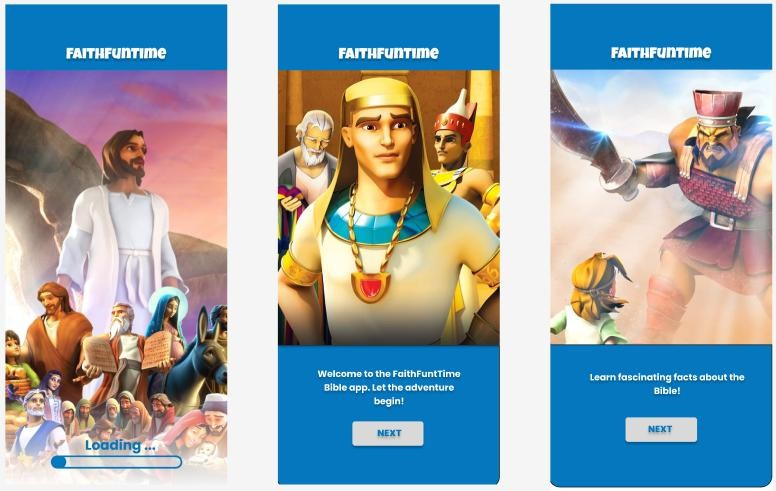 FAITHFUNTIME
Loading ...
FAITHFUNTIME
Welcome to the FaithFuntTime
Bible app. Let the adventure
begin!
NEXT
FAITHFUNTIME
Learn fascinating facts about the
Bible!
NEXT